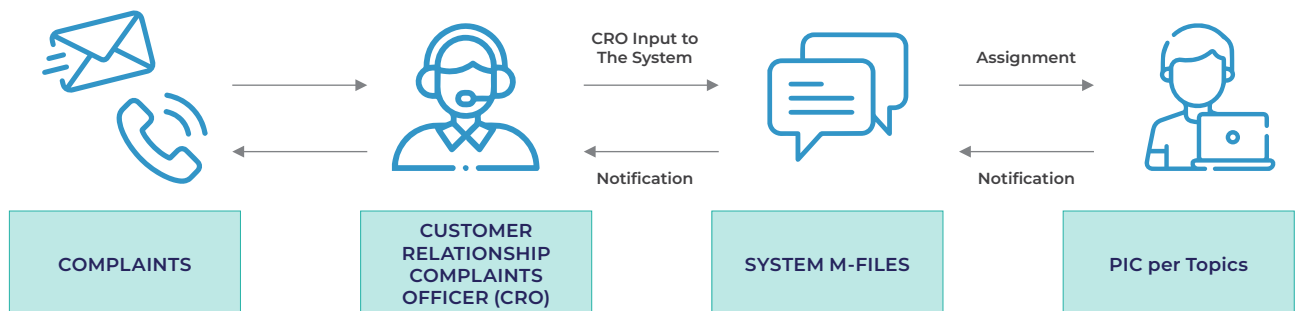 CRO Input to
The System
Assignment
Notification
Notification
COMPLAINTS
CUSTOMER
RELATIONSHIP
COMPLAINTS
OFFICER (CRO)
SYSTEM M-FILES
PIC per Topics